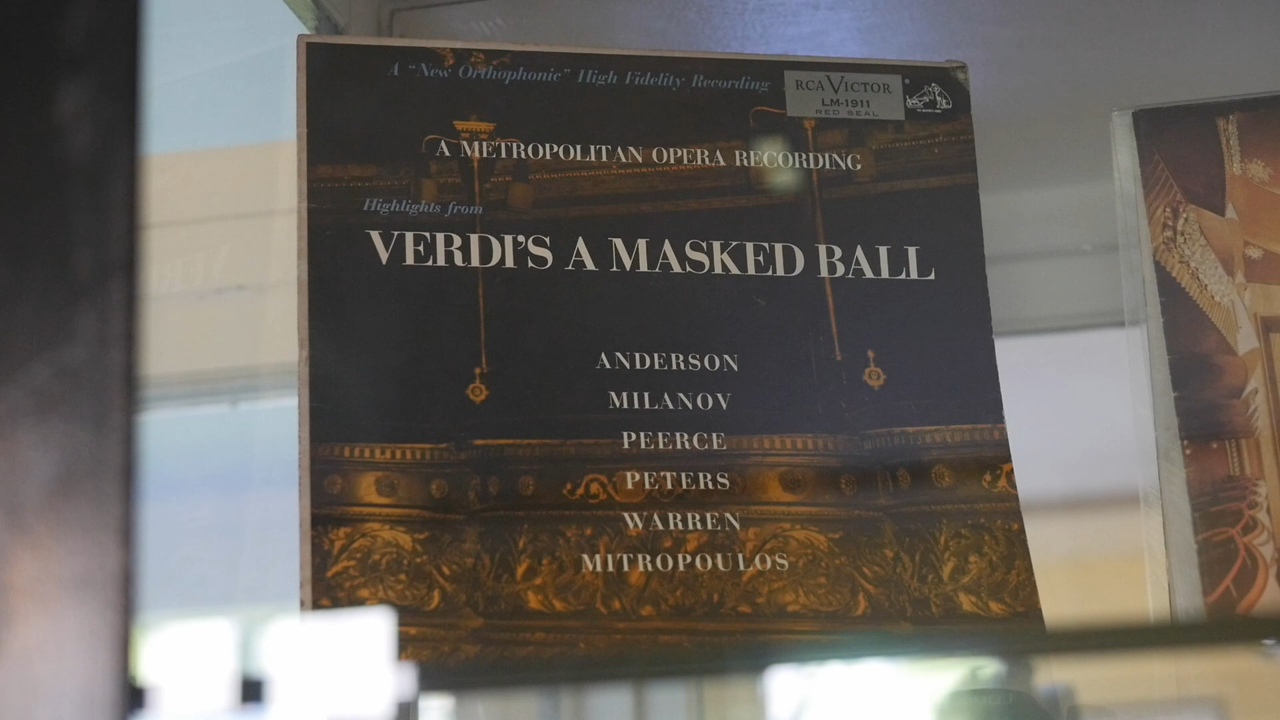 A "New Orthophonic" High Fidelity Recording
RCA VICTOR
LM-1911
RED SEAL
A METROPOLITAN OPERA RECORDING
Highlights from
VERDI'S A MASKED BALL
ANDERSON
MILANOV
PEERCE
PETERS
WARREN
MITROPOULOS